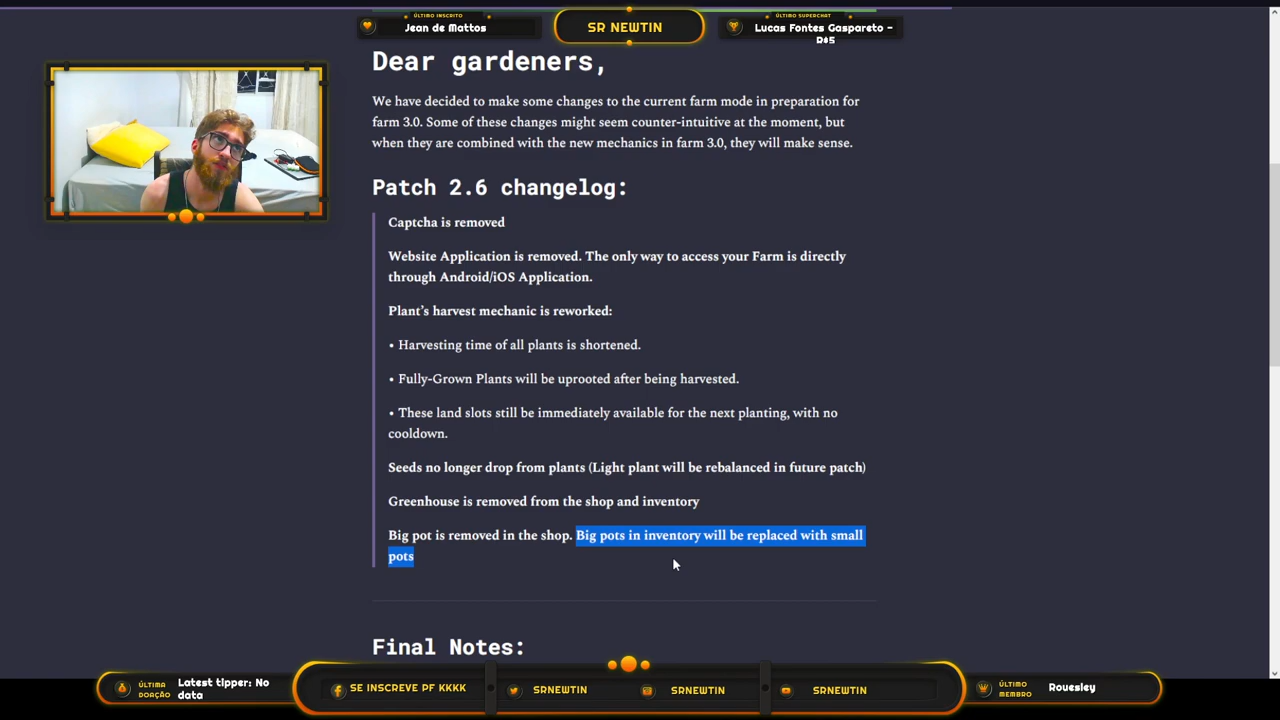 ÚLTIMO INSCRITO
Jean de Mattos
SR NEWTIN
ÚLTIMO SUPERCHAT
Lucas Fontes Gaspareto -
R$5
Dear gardeners,
We have decided to make some changes to the current farm mode in preparation for
farm 3.0. Some of these changes might seem counter-intuitive at the moment, but
when they are combined with the new mechanics in farm 3.0, they will make sense.
Patch 2.6 changelog:
Captcha is removed
Website Application is removed. The only way to access your Farm is directly
through Android/iOS Application.
Plant’s harvest mechanic is reworked:
• Harvesting time of all plants is shortened.
• Fully-Grown Plants will be uprooted after being harvested.
• These land slots still be immediately available for the next planting, with no
cooldown.
Seeds no longer drop from plants (Light plant will be rebalanced in future patch)
Greenhouse is removed from the shop and inventory
Big pot is removed in the shop. Big pots in inventory will be replaced with small
pots
Final Notes:
ÚLTIMA
DOAÇÃO
Latest tipper: No
data
SE INSCREVE PF KKKK
SRNEWTIN
SRNEWTIN
SRNEWTIN
ÚLTIMO
MEMBRO
Rouesley